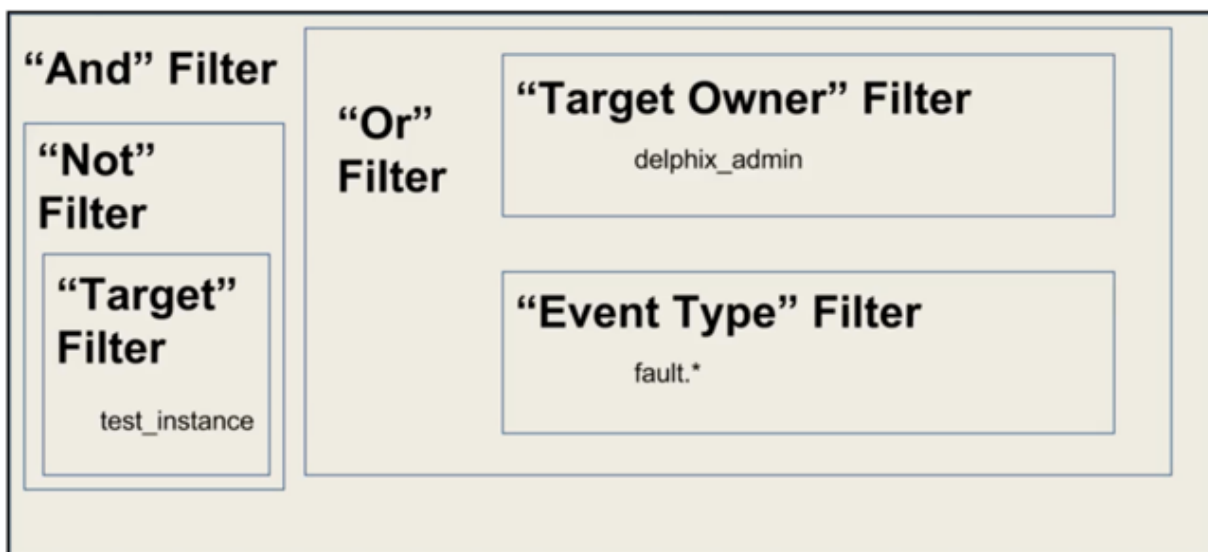 “And” Filter
“Not”
Filter
“Target”
Filter
test_instance
“Or”
Filter
“Target Owner” Filter
delphix_admin
“Event Type” Filter
fault.*